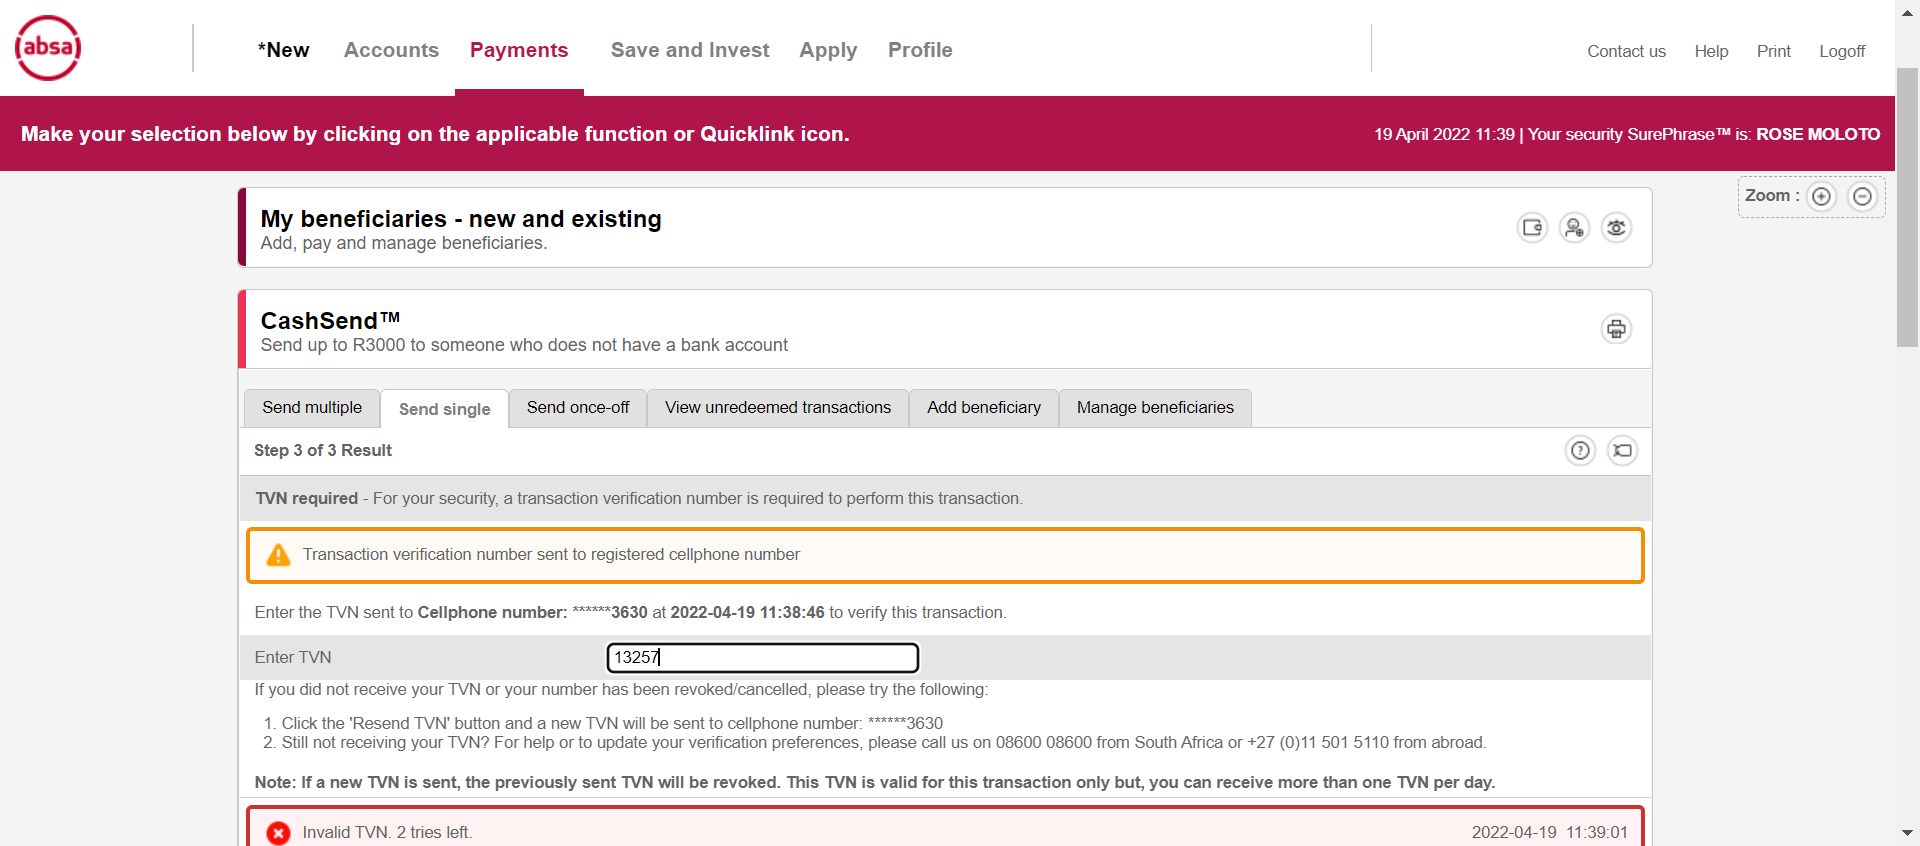 absa
*New Accounts Payments Save and Invest Apply Profile
Contact us Help Print Logoff
Make your selection below by clicking on the applicable function or Quicklink icon.
19 April 2022 11:39 | Your security SurePhrase™ is: ROSE MOLOTO
Zoom :
My beneficiaries - new and existing
Add, pay and manage beneficiaries.
CashSend™
Send up to R3000 to someone who does not have a bank account
Send multiple Send single Send once-off View unredeemed transactions Add beneficiary Manage beneficiaries
Step 3 of 3 Result
TVN required - For your security, a transaction verification number is required to perform this transaction.
Transaction verification number sent to registered cellphone number
Enter the TVN sent to Cellphone number: ******3630 at 2022-04-19 11:38:46 to verify this transaction.
Enter TVN 13257
If you did not receive your TVN or your number has been revoked/cancelled, please try the following:
1. Click the 'Resend TVN' button and a new TVN will be sent to cellphone number: ******3630
2. Still not receiving your TVN? For help or to update your verification preferences, please call us on 08600 08600 from South Africa or +27 (0)11 501 5110 from abroad.
Note: If a new TVN is sent, the previously sent TVN will be revoked. This TVN is valid for this transaction only but, you can receive more than one TVN per day.
Invalid TVN. 2 tries left. 2022-04-19 11:39:01